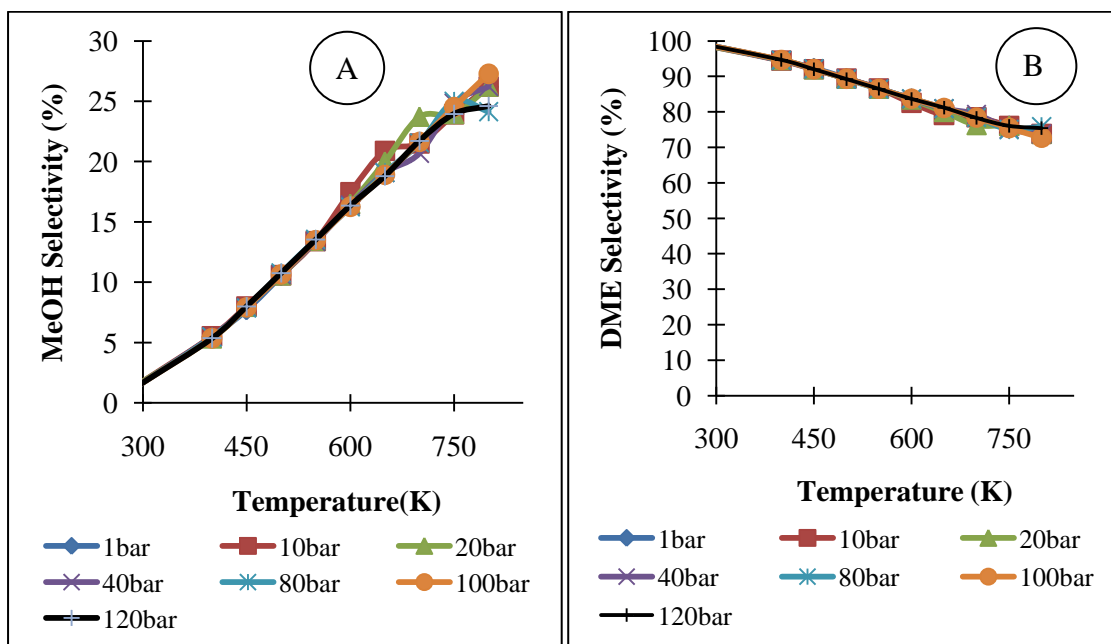 A
MeOH Selectivity (%)
30
25
20
15
10
5
0
300 450 600 750
Temperature(K)
1bar 10bar 20bar
40bar 80bar 100bar
120bar
B
DME Selectivity (%)
100
90
80
70
60
50
40
30
20
10
0
300 450 600 750
Temperature (K)
1bar 10bar 20bar
40bar 80bar 100bar
120bar